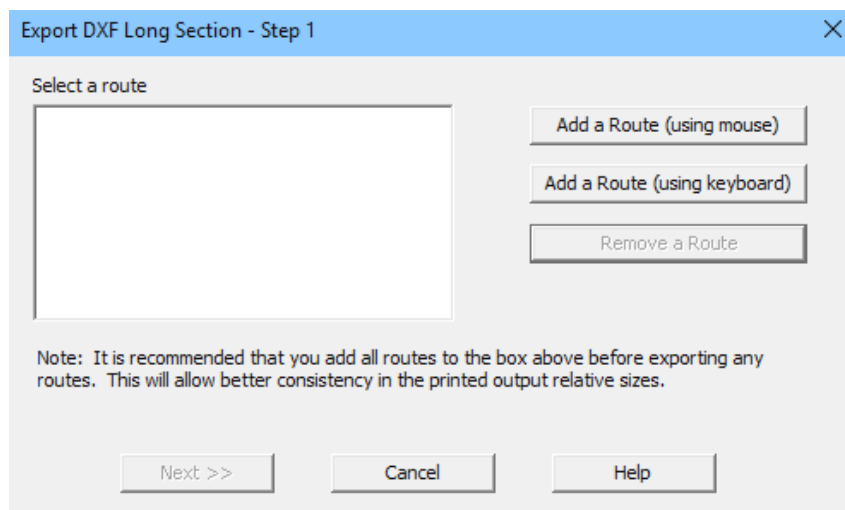 Export DXF Long Section - Step 1
Select a route
Add a Route (using mouse)
Add a Route (using keyboard)
Remove a Route
Note: It is recommended that you add all routes to the box above before exporting any
routes. This will allow better consistency in the printed output relative sizes.
Next >> Cancel Help